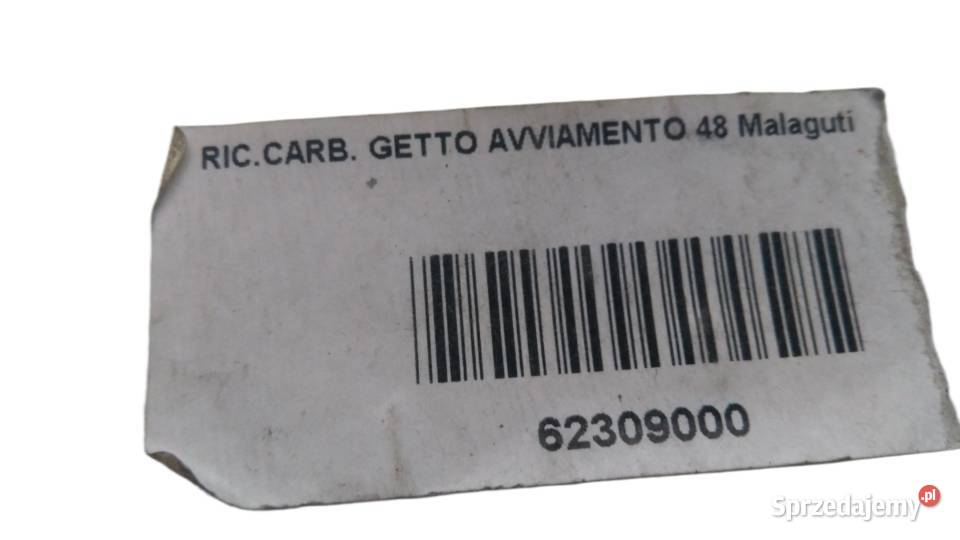 RIC.CARB. GETTO AVVIAMENTO 48 Malaguti
62309000
Sprzedajemy.pl